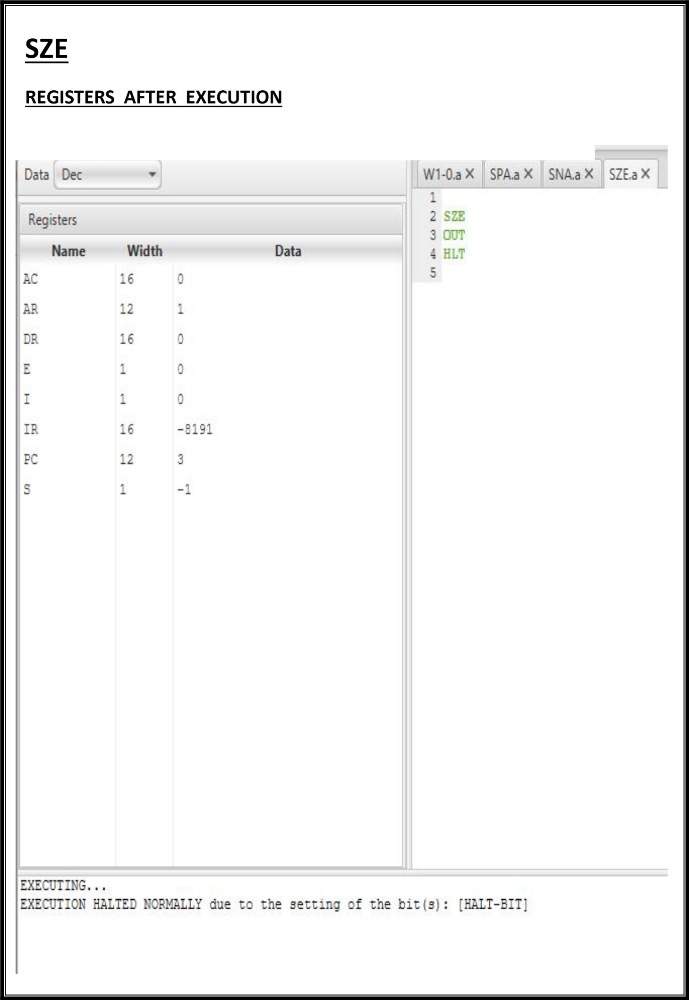 SZE
REGISTERS AFTER EXECUTION
Data Dec
W1-0.a SPA.a SNA.a SZE.a
Registers
Name Width Data
AC 16 0
AR 12 1
DR 16 0
E 1 0
I 1 0
IR 16 -8191
PC 12 3
S 1 -1
1
2 SZE
3 OUT
4 HLT
5
EXECUTING...
EXECUTION HALTED NORMALLY due to the setting of the bit(s): [HALT-BIT]